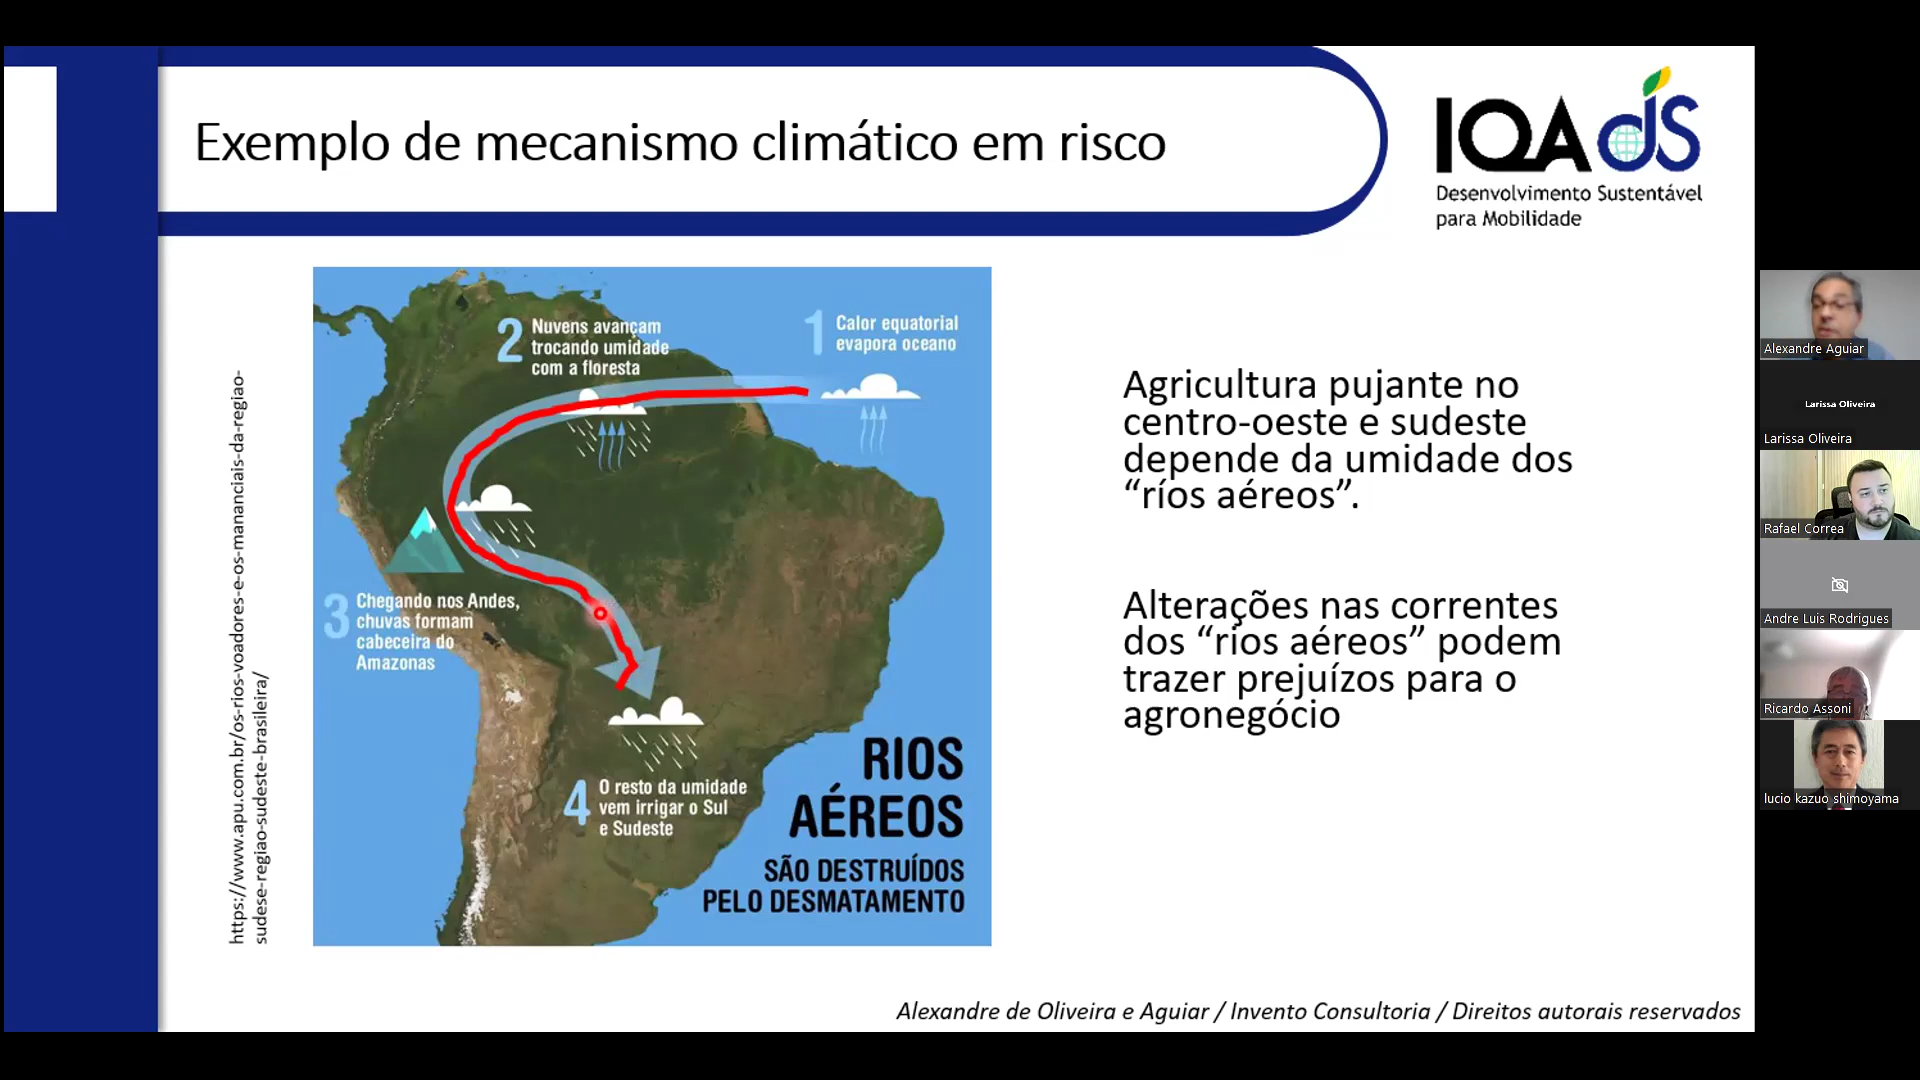 Exemplo de mecanismo climático em risco
IQAdS
Desenvolvimento Sustentável
para Mobilidade
https://www.apu.com.br/os-rios-voadores-e-os-mananciais-da-regiao-
sudese-regiao-sudeste-brasileira/
1 Calor equatorial
evapora oceano
2 Nuvens avançam
trocando umidade
com a floresta
3 Chegando nos Andes,
chuvas formam
cabeceira do
Amazonas
4 O resto da umidade
vem irrigar o Sul
e Sudeste
RIOS
AÉREOS
SÃO DESTRUÍDOS
PELO DESMATAMENTO
Agricultura pujante no
centro-oeste e sudeste
depende da umidade dos
“ríos aéreos”.
Alterações nas correntes
dos “rios aéreos” podem
trazer prejuízos para o
agronegócio
Alexandre de Oliveira e Aguiar / Invento Consultoria / Direitos autorais reservados
Alexandre Aguiar
Larissa Oliveira
Larissa Oliveira
Rafael Correa
Andre Luis Rodrigues
Ricardo Assoni
lucio kazuo shimoyama